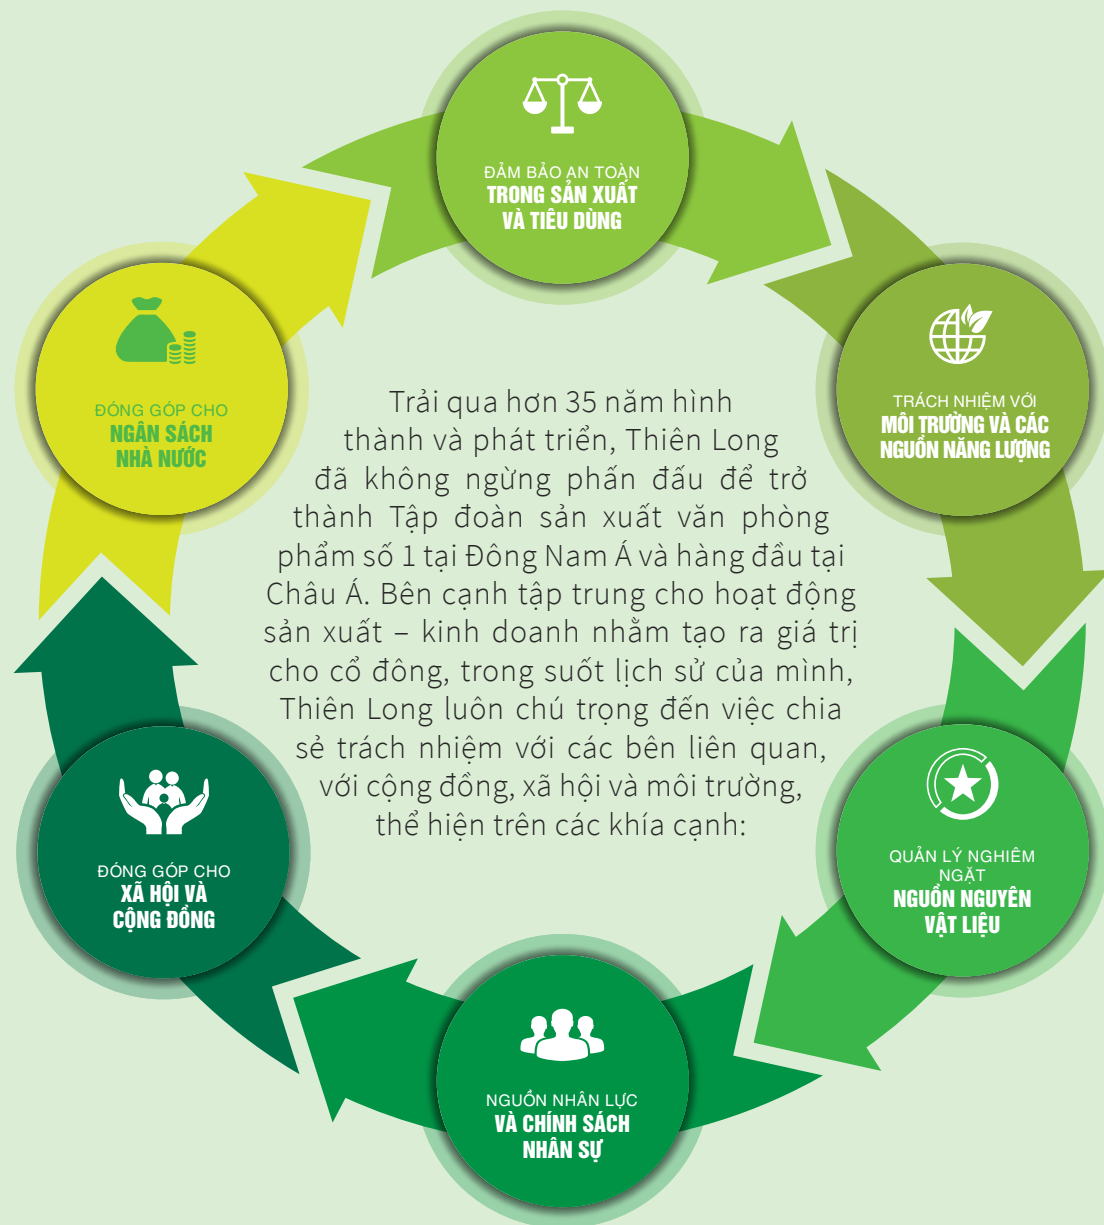 ĐẢM BẢO AN TOÀN
TRONG SẢN XUẤT
VÀ TIÊU DÙNG
TRÁCH NHIỆM VỚI
MÔI TRƯỜNG VÀ CÁC
NGUỒN NĂNG LƯỢNG
QUẢN LÝ NGHIÊM
NGẶT
NGUỒN NGUYÊN
VẬT LIỆU
NGUỒN NHÂN LỰC
VÀ CHÍNH SÁCH
NHÂN SỰ
ĐÓNG GÓP CHO
XÃ HỘI VÀ
CỘNG ĐỒNG
ĐÓNG GÓP CHO
NGÂN SÁCH
NHÀ NƯỚC
Trải qua hơn 35 năm hình
thành và phát triển, Thiên Long
đã không ngừng phấn đấu để trở
thành Tập đoàn sản xuất văn phòng
phẩm số 1 tại Đông Nam Á và hàng đầu tại
Châu Á. Bên cạnh tập trung cho hoạt động
sản xuất – kinh doanh nhằm tạo ra giá trị
cho cổ đông, trong suốt lịch sử của mình,
Thiên Long luôn chú trọng đến việc chia
sẻ trách nhiệm với các bên liên quan,
với cộng đồng, xã hội và môi trường,
thể hiện trên các khía cạnh: